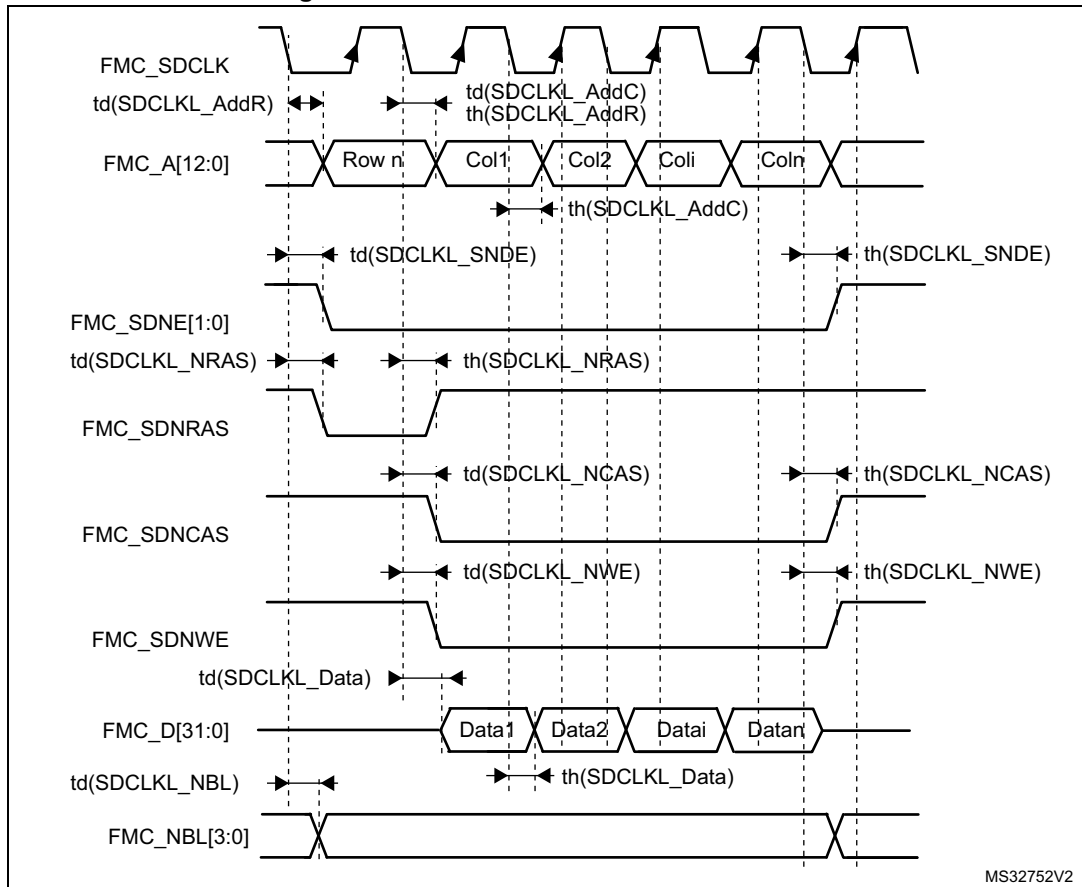 FMC_SDCLK
td(SDCLKL_AddR)
td(SDCLKL_AddC)
th(SDCLKL_AddR)
FMC_A[12:0]
Row n
Col1
Col2
Coli
Coln
th(SDCLKL_AddC)
td(SDCLKL_SNDE)
th(SDCLKL_SNDE)
FMC_SDNE[1:0]
td(SDCLKL_NRAS)
th(SDCLKL_NRAS)
FMC_SDNRAS
td(SDCLKL_NCAS)
th(SDCLKL_NCAS)
FMC_SDNCAS
td(SDCLKL_NWE)
th(SDCLKL_NWE)
FMC_SDNWE
td(SDCLKL_Data)
FMC_D[31:0]
Data1
Data2
Datai
Datan
th(SDCLKL_Data)
td(SDCLKL_NBL)
FMC_NBL[3:0]
MS32752V2